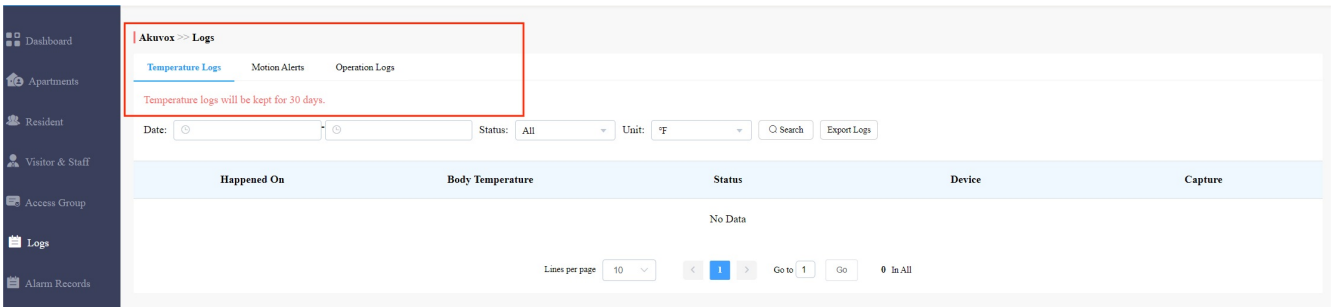 Dashboard
Apartments
Resident
Visitor & Staff
Access Group
Logs
Alarm Records
Akuvox >> Logs
Temperature Logs Motion Alerts Operation Logs
Temperature logs will be kept for 30 days.
Date: - Status: All Unit: °F Search Export Logs
Happened On Body Temperature Status Device Capture
No Data
Lines per page 10 < 1 > Go to 1 Go 0 In All